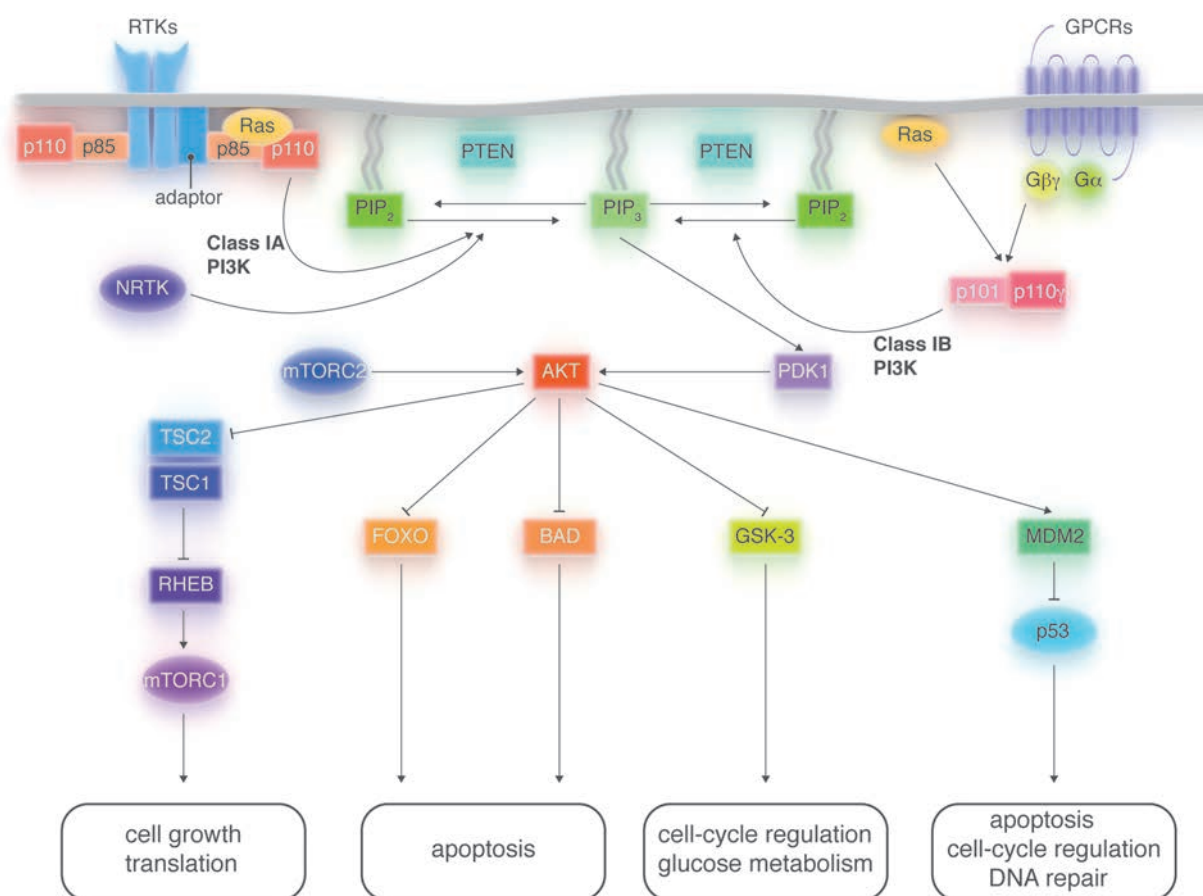 RTKs
GPCRs
p110
p85
Ras
p85
p110
adaptor
PTEN
PTEN
Ras
Gβγ
Gα
PIP₂
PIP₃
PIP₂
Class IA
PI3K
NRTK
p101
p110γ
Class IB
PI3K
mTORC2
AKT
PDK1
TSC2
TSC1
FOXO
BAD
GSK-3
MDM2
RHEB
p53
mTORC1
cell growth
translation
apoptosis
cell-cycle regulation
glucose metabolism
apoptosis
cell-cycle regulation
DNA repair